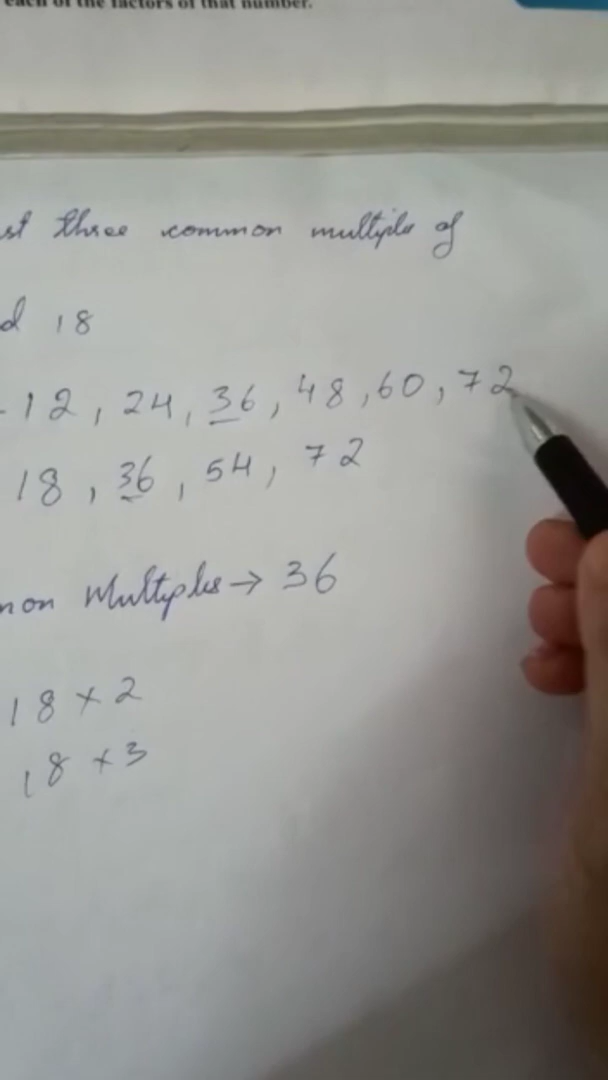 each of the factors of that number.
st three common multiple of
d 18
12, 24, 36, 48, 60, 72
18, 36, 54, 72
mon Multiples → 36
18 × 2
18 × 3